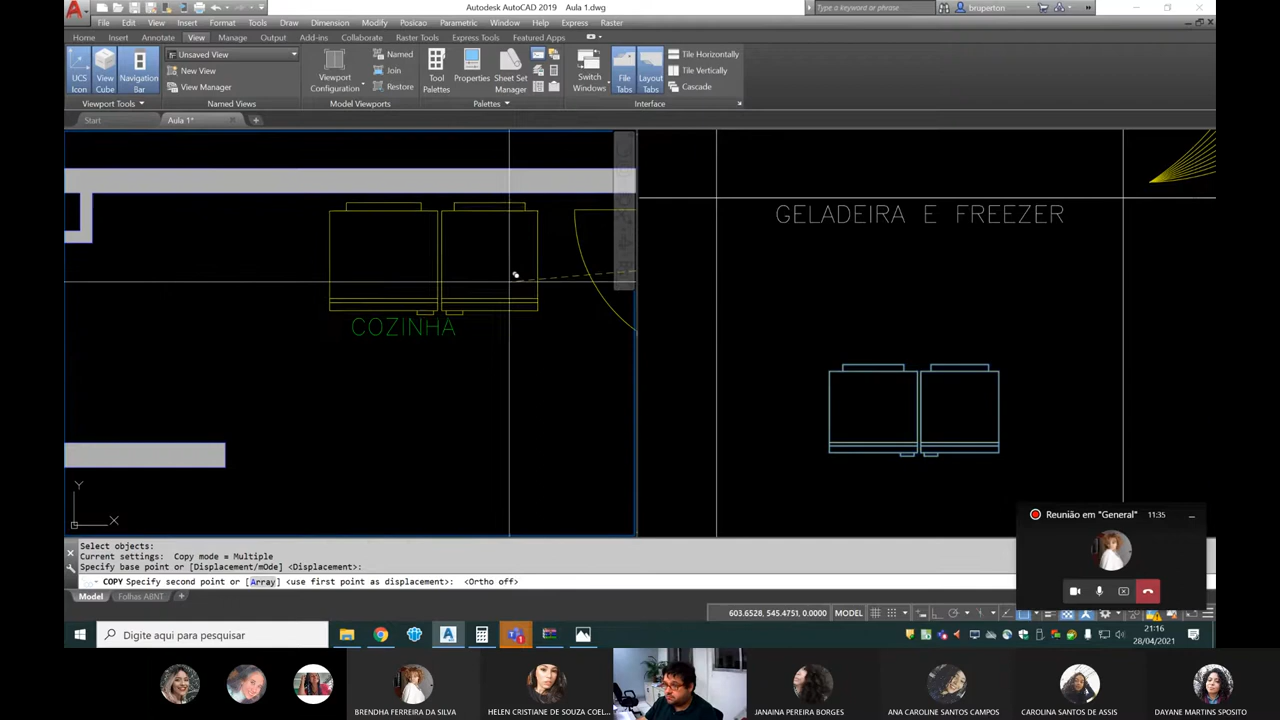 Autodesk AutoCAD 2019   Aula 1.dwg
Type a keyword or phrase
bruperton
File Edit View Insert Format Tools Draw Dimension Modify Posicao Parametric Window Help Express Raster
Home Insert Annotate View Manage Output Add-ins Collaborate Raster Tools Express Tools Featured Apps
UCS Icon
View Cube
Navigation Bar
Viewport Tools
Unsaved View
New View
View Manager
Named Views
Viewport Configuration
Named
Join
Restore
Model Viewports
Tool Palettes
Properties
Sheet Set Manager
Palettes
Switch Windows
File Tabs
Layout Tabs
Tile Horizontally
Tile Vertically
Cascade
Interface
Start
Aula 1*
COZINHA
GELADEIRA E FREEZER
Y
X
Select objects:
Current settings:  Copy mode = Multiple
Specify base point or [Displacement/mOde] <Displacement>:
COPY Specify second point or [Array] <use first point as displacement>:  <Ortho off>
Model
Folhas ABNT
603.6528, 545.4751, 0.0000
MODEL
Reunião em "General"
11:35
Digite aqui para pesquisar
21:16
28/04/2021
BRENDHA FERREIRA DA SILVA
HELEN CRISTIANE DE SOUZA COEL...
JANAINA PEREIRA BORGES
ANA CAROLINE SANTOS CAMPOS
CAROLINA SANTOS DE ASSIS
DAYANE MARTINS SPOSITO